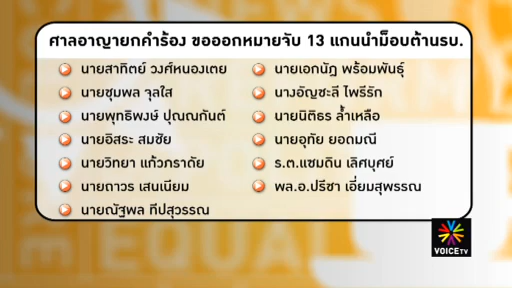 ศาลอาญายกคำร้อง ขอออกหมายจับ 13 แกนนำม็อบต้านรบ.
นายสาทิตย์ วงศ์หนองเตย
นายชุมพล จุลใส
นายพุทธิพงษ์ ปุณณกันต์
นายอิสระ สมชัย
นายวิทยา แก้วภราดัย
นายถาวร เสนเนียม
นายณัฐพล ทีปสุวรรณ
นายเอกนัฏ พร้อมพันธุ์
นางอัญชะลี ไพรีรัก
นายนิติธร ล้ำเหลือ
นายอุทัย ยอดมณี
ร.ต.แซมดิน เลิศบุศย์
พล.อ.ปรีชา เอี่ยมสุพรรณ
VOICE TV